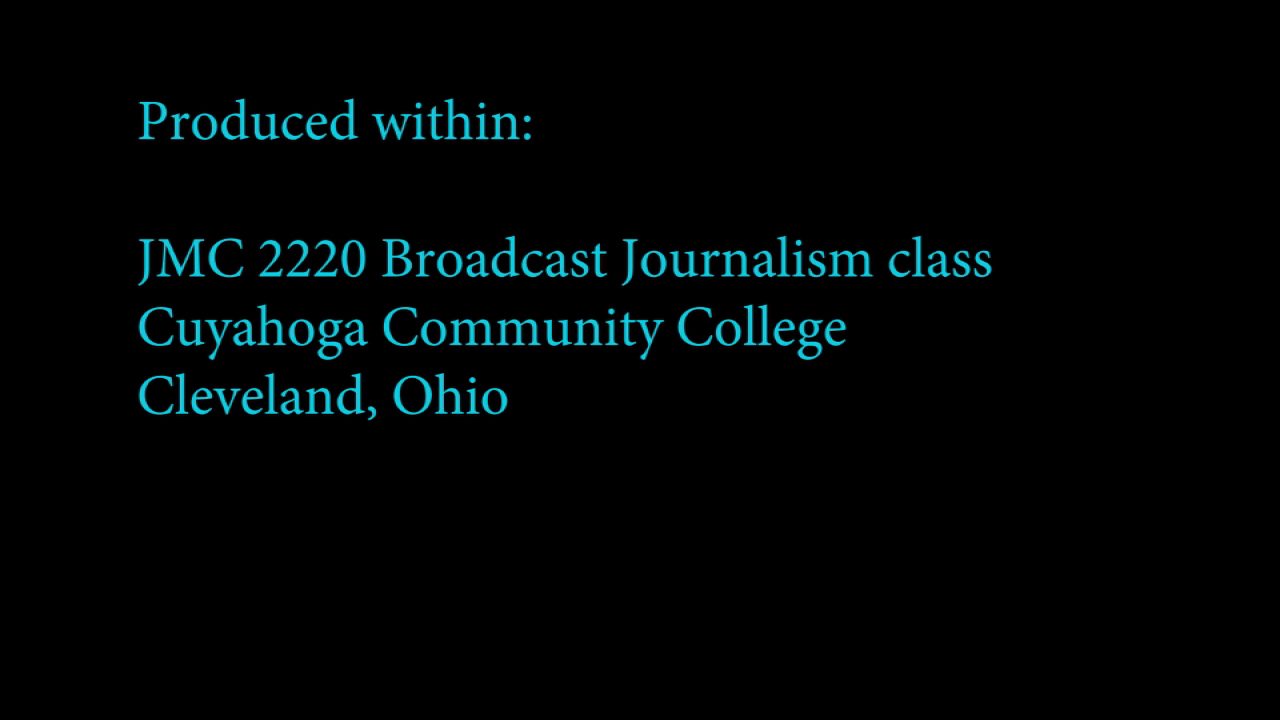 Produced within:
JMC 2220 Broadcast Journalism class
Cuyahoga Community College
Cleveland, Ohio